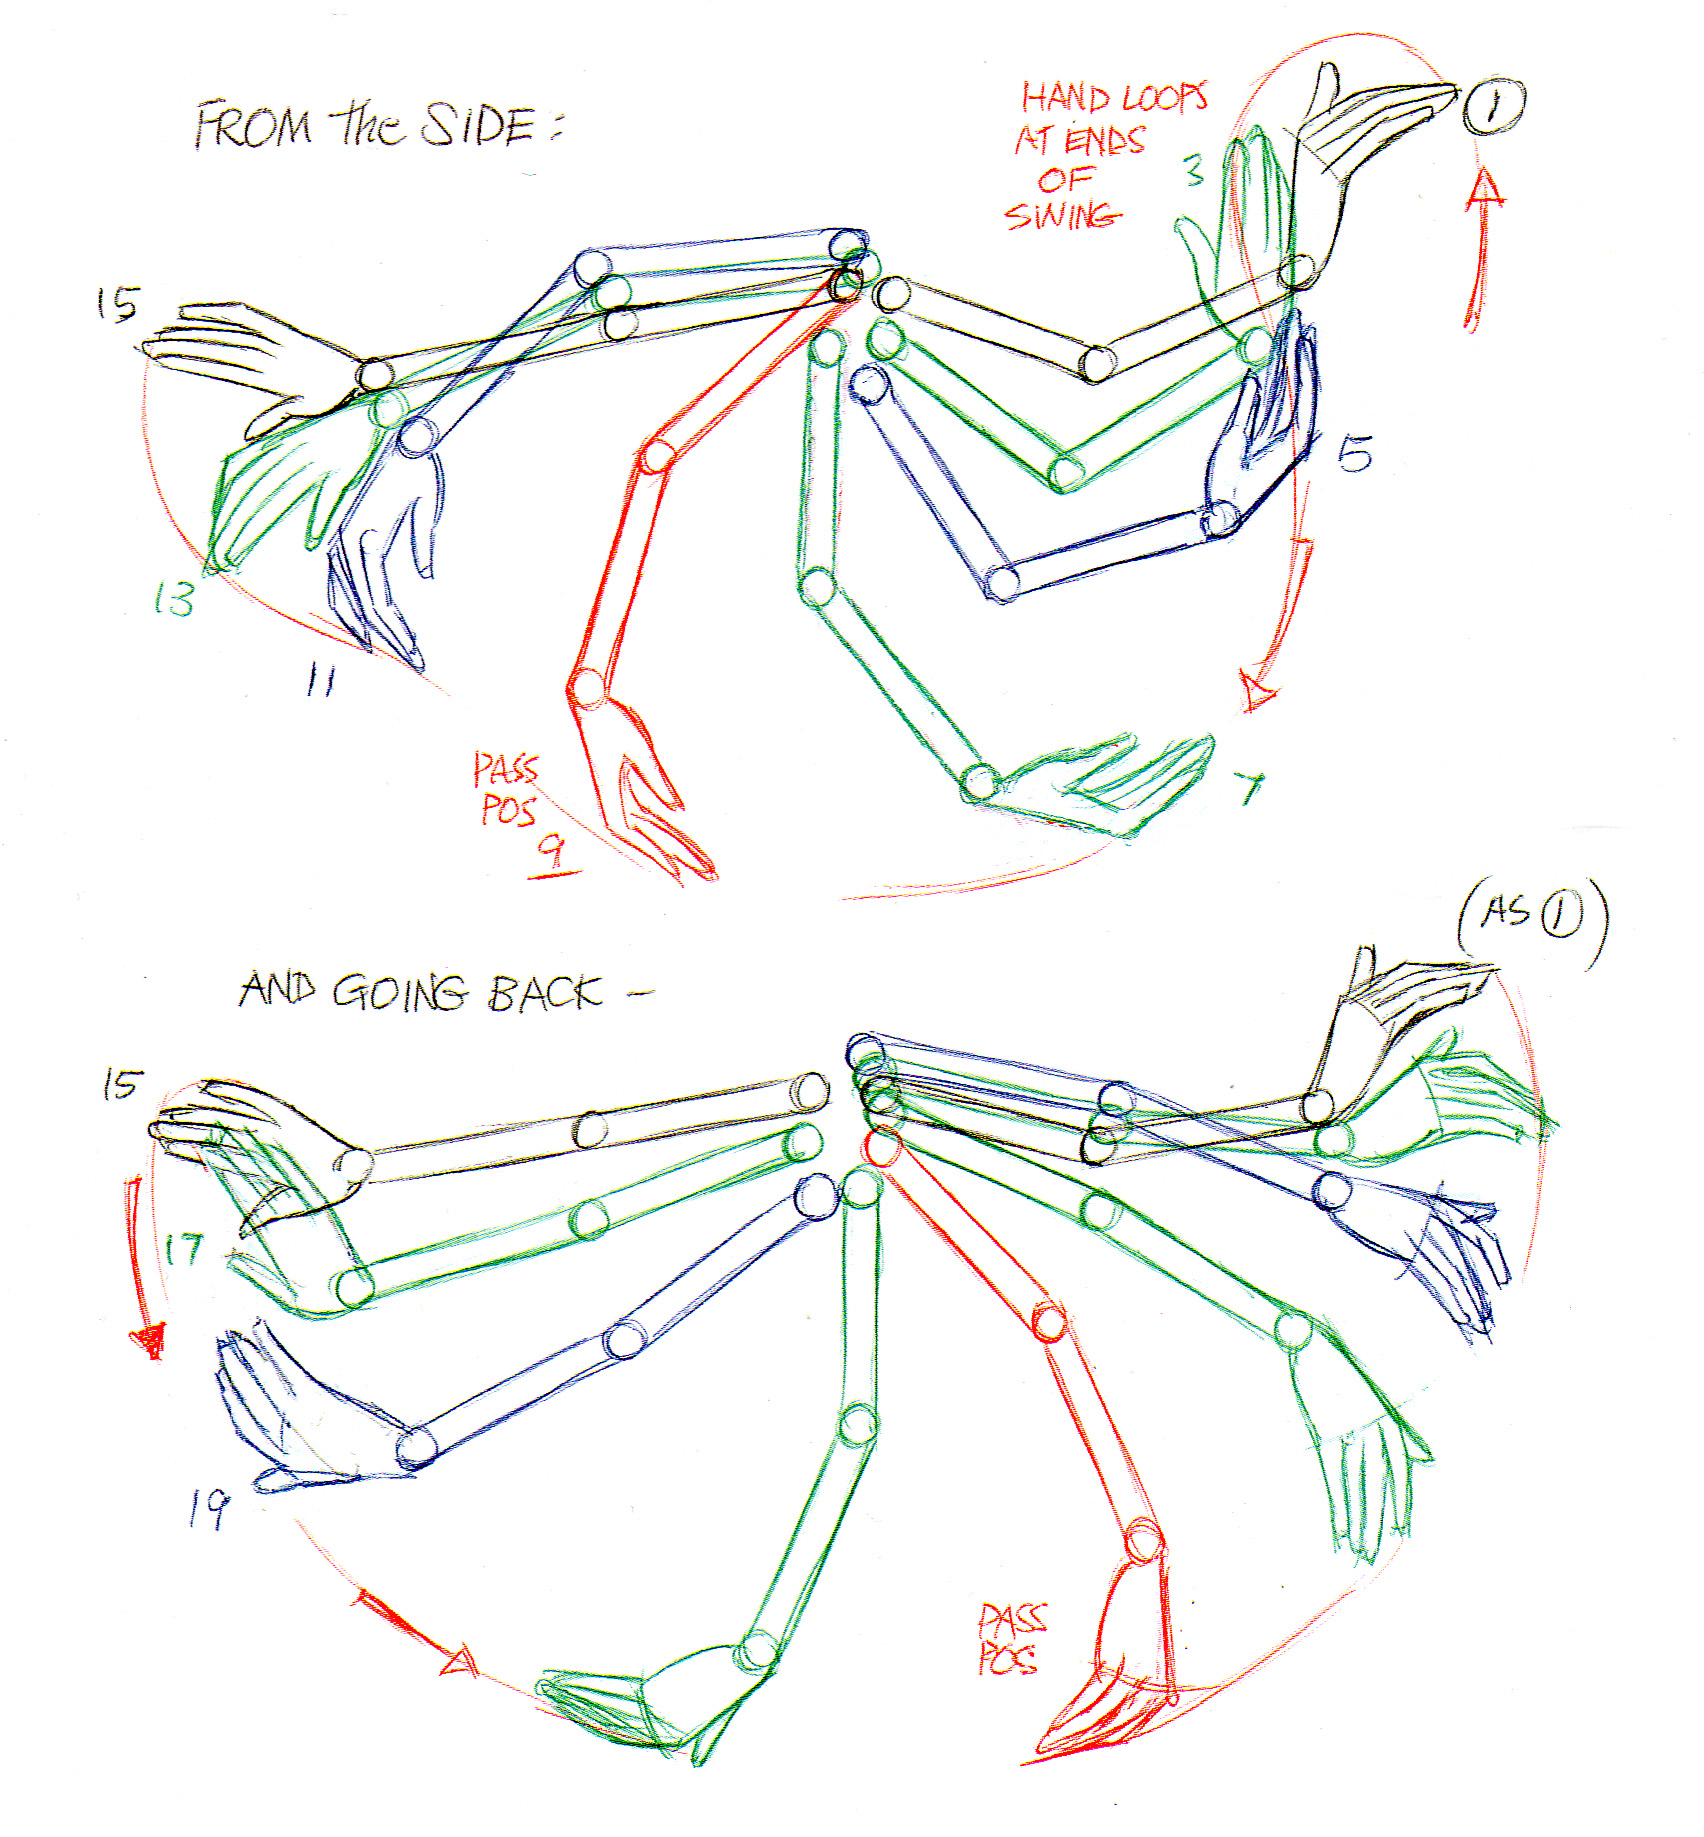 FROM the SIDE:
HAND LOOPS
AT ENDS
OF
SWING
1
3
5
7
PASS
POS
9
11
13
15
AND GOING BACK -
(AS 1)
15
17
19
PASS
POS